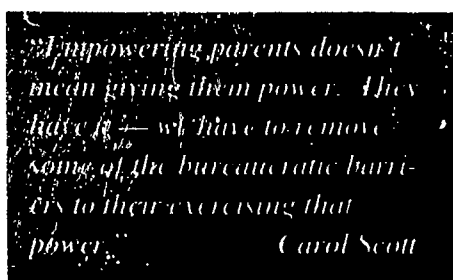 "Empowering parents doesn't
mean giving them power. They
have it — we have to remove
some of the bureaucratic barri-
ers to their exercising that
power." Carol Scott